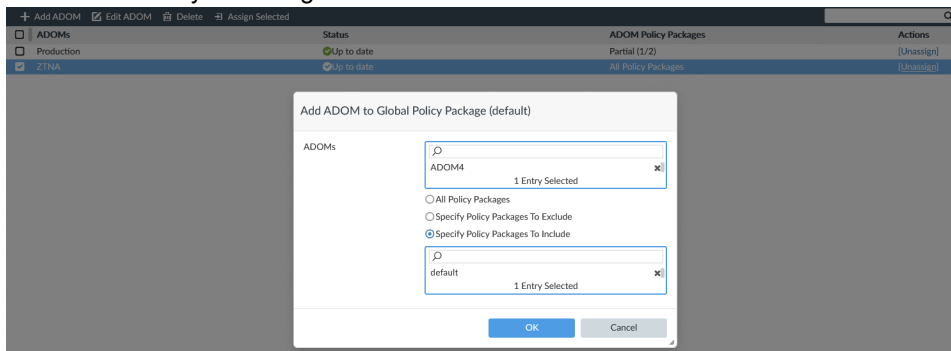 + Add ADOM Edit ADOM Delete Assign Selected
ADOMs Status ADOM Policy Packages Actions
Production Up to date Partial (1/2) [Unassign]
ZTNA Up to date All Policy Packages [Unassign]
Add ADOM to Global Policy Package (default)
ADOMs
ADOM4
1 Entry Selected
All Policy Packages
Specify Policy Packages To Exclude
Specify Policy Packages To Include
default
1 Entry Selected
OK Cancel